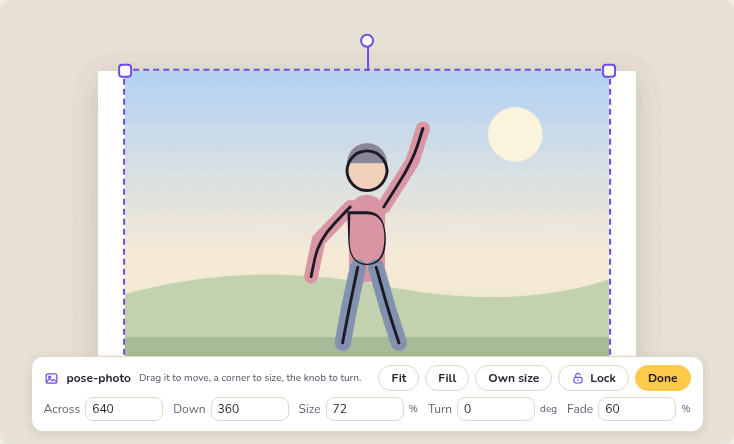 pose-photo Drag it to move, a corner to size, the knob to turn. Fit Fill Own size Lock Done
Across 640 Down 360 Size 72 % Turn 0 deg Fade 60 %